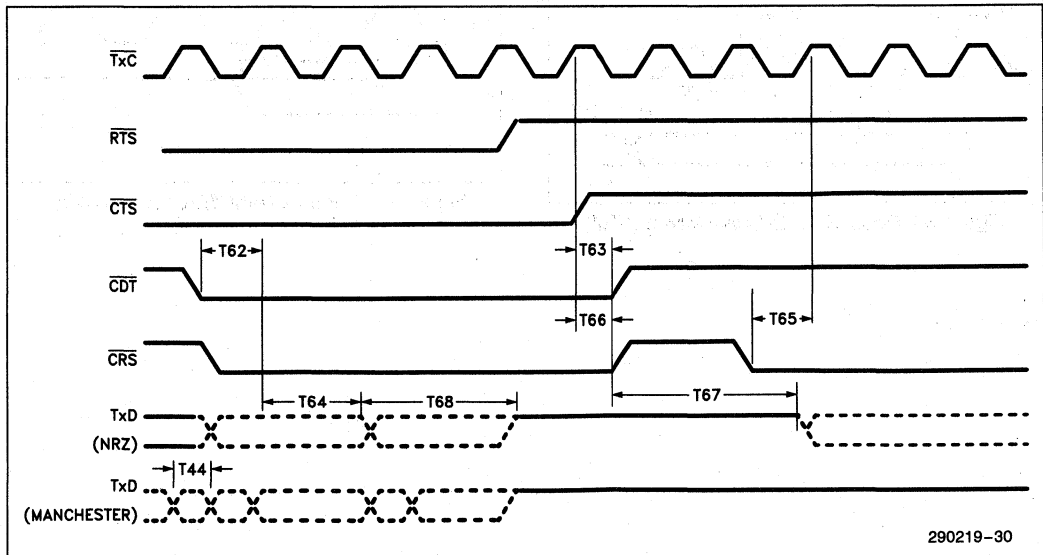 TxC
RTS
CTS
T62
T63
CDT
T66
T65
CRS
T64
T68
T67
TxD
(NRZ)
T44
TxD
(MANCHESTER)
290219–30